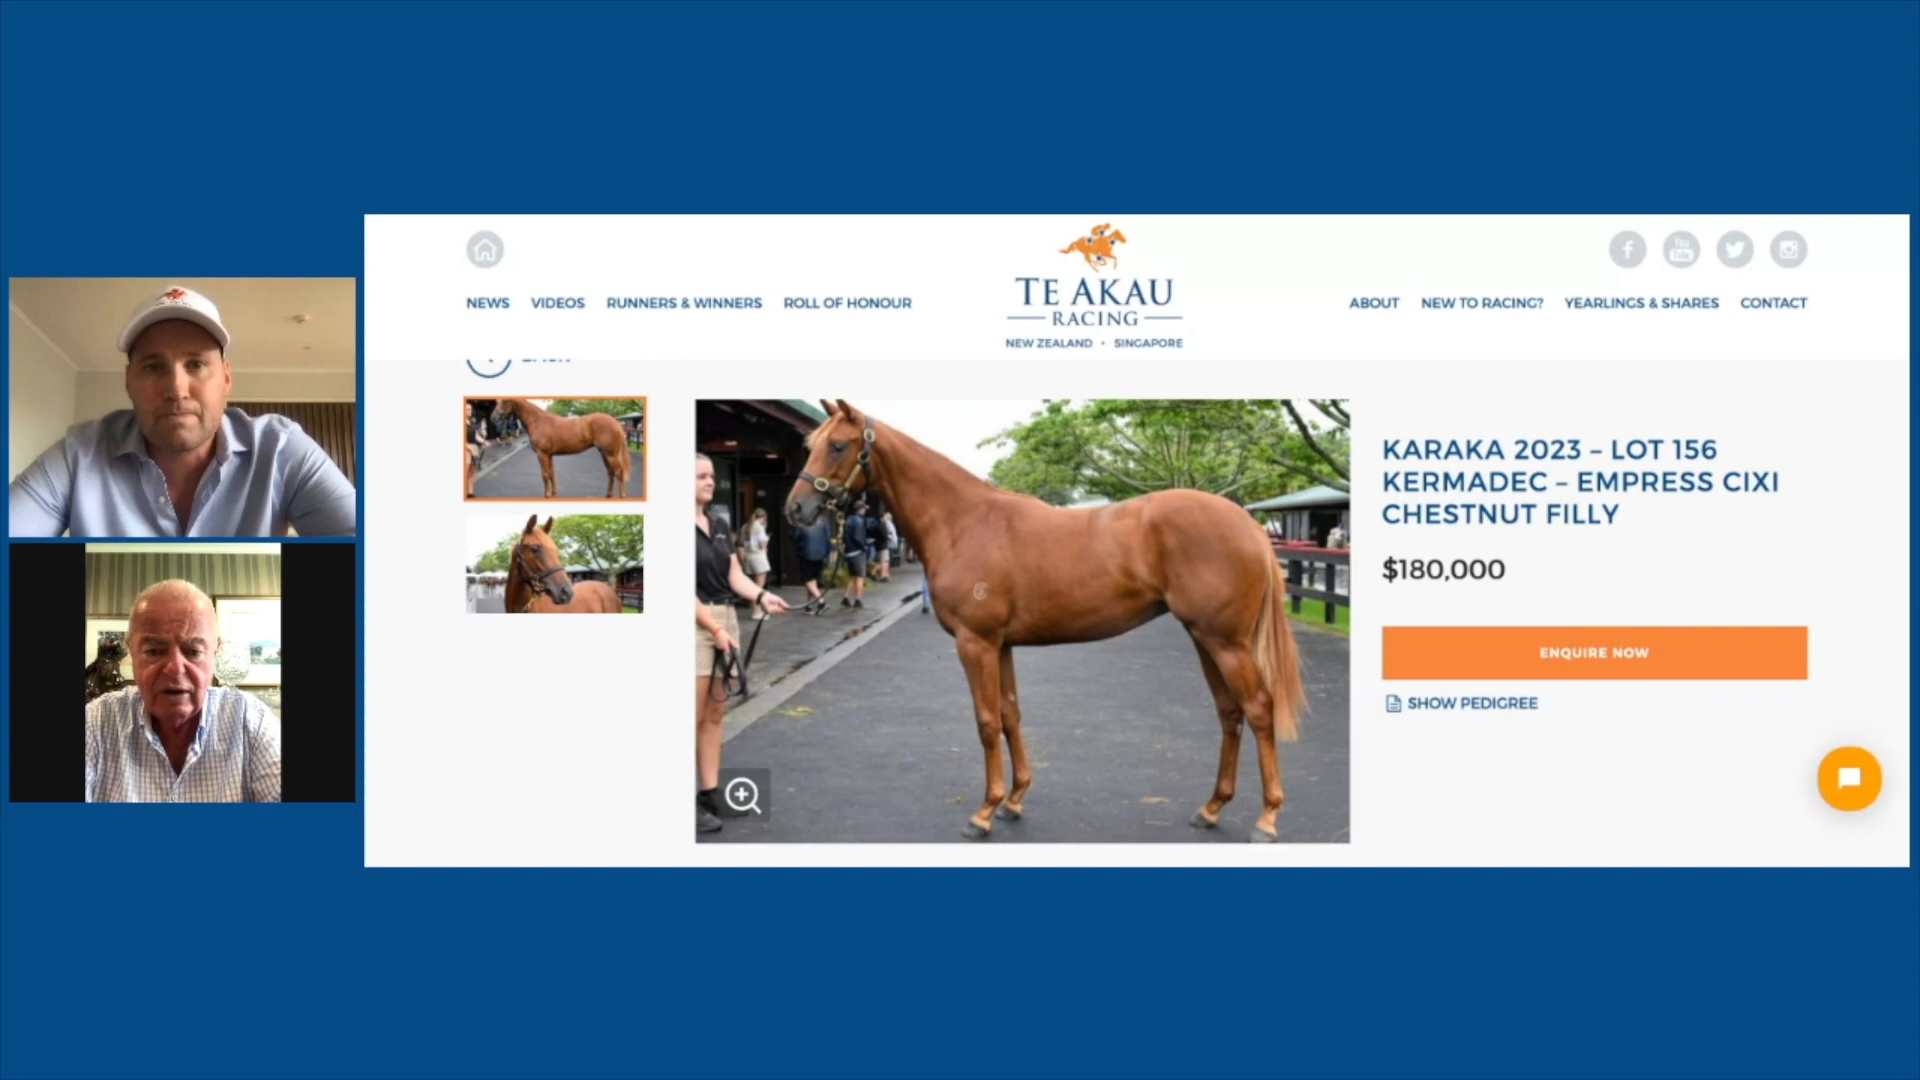 NEWS
VIDEOS
RUNNERS & WINNERS
ROLL OF HONOUR
TE AKAU
RACING
NEW ZEALAND • SINGAPORE
ABOUT
NEW TO RACING?
YEARLINGS & SHARES
CONTACT
KARAKA 2023 – LOT 156
KERMADEC – EMPRESS CIXI
CHESTNUT FILLY
$180,000
ENQUIRE NOW
SHOW PEDIGREE